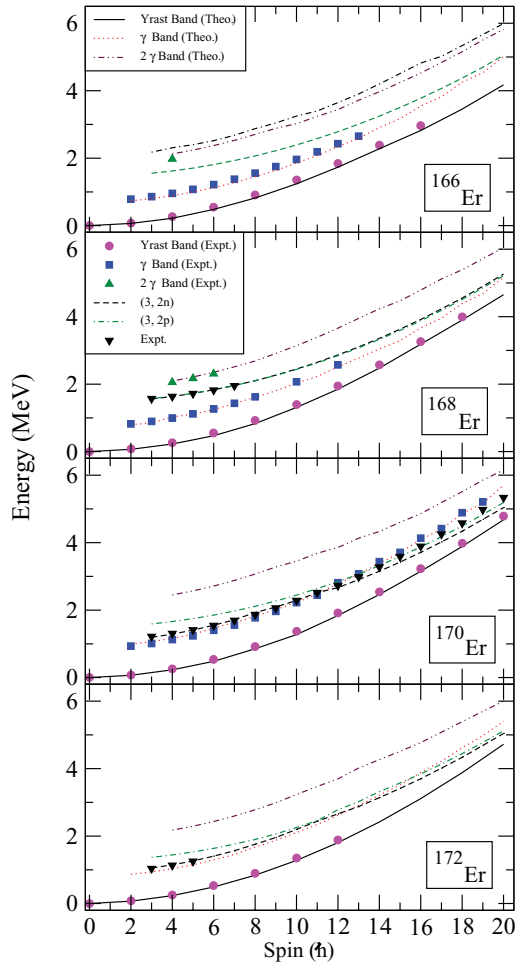 Yrast Band (Theo.)
γ Band (Theo.)
2 γ Band (Theo.)
6
4
2
0
166Er
Yrast Band (Expt.)
γ Band (Expt.)
2 γ Band (Expt.)
(3, 2n)
(3, 2p)
Expt.
6
4
2
0
168Er
Energy (MeV)
6
4
2
0
170Er
6
4
2
0
172Er
0 2 4 6 8 10 12 14 16 18 20
Spin (ħ)